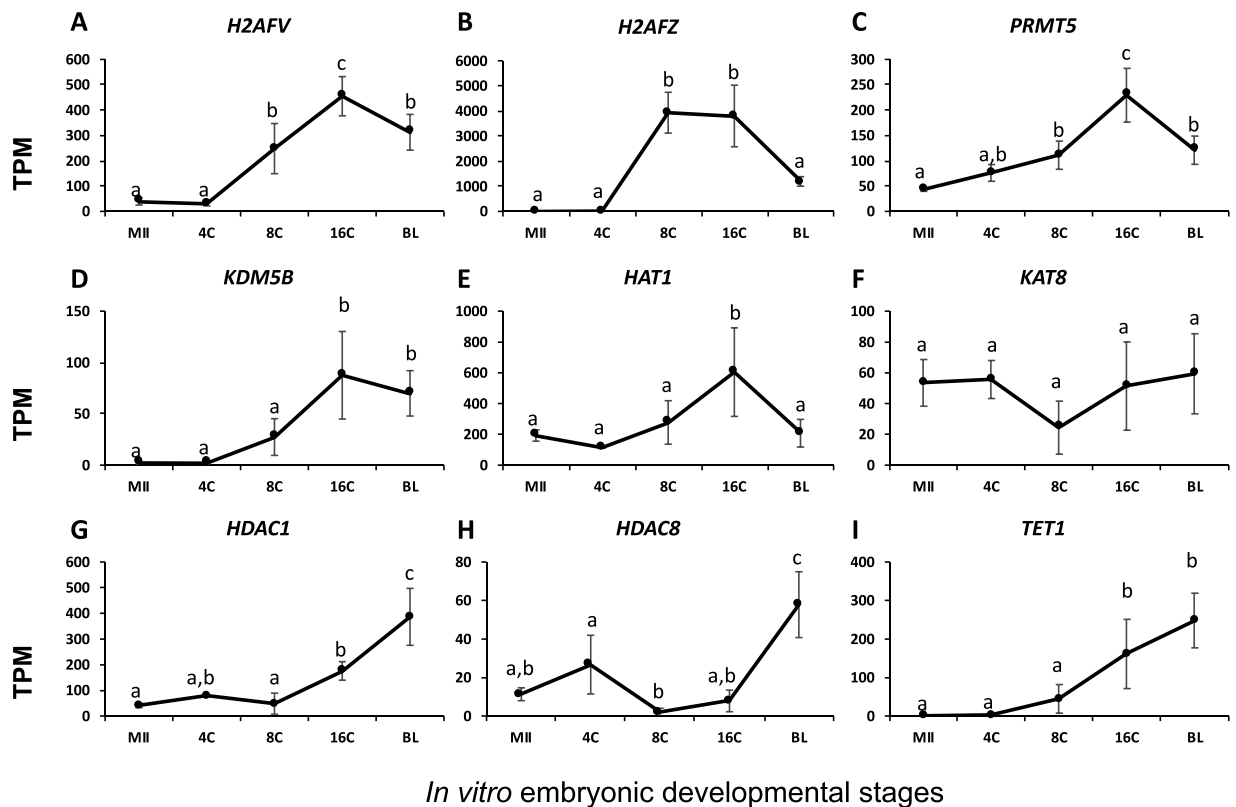 A H2AFV B H2AFZ C PRMT5
TPM
600 500 400 300 200 100 0
a a b c b
MII 4C 8C 16C BL
6000 5000 4000 3000 2000 1000 0
a a b b a
MII 4C 8C 16C BL
300 250 200 150 100 50 0
a a,b b c b
MII 4C 8C 16C BL
D KDM5B E HAT1 F KAT8
TPM
150 100 50 0
a a a b b
MII 4C 8C 16C BL
1000 800 600 400 200 0
a a a b a
MII 4C 8C 16C BL
100 80 60 40 20 0
a a a a a
MII 4C 8C 16C BL
G HDAC1 H HDAC8 I TET1
TPM
600 500 400 300 200 100 0
a a,b a b c
MII 4C 8C 16C BL
80 60 40 20 0
a,b a b a,b c
MII 4C 8C 16C BL
400 300 200 100 0
a a a b b
MII 4C 8C 16C BL
In vitro embryonic developmental stages